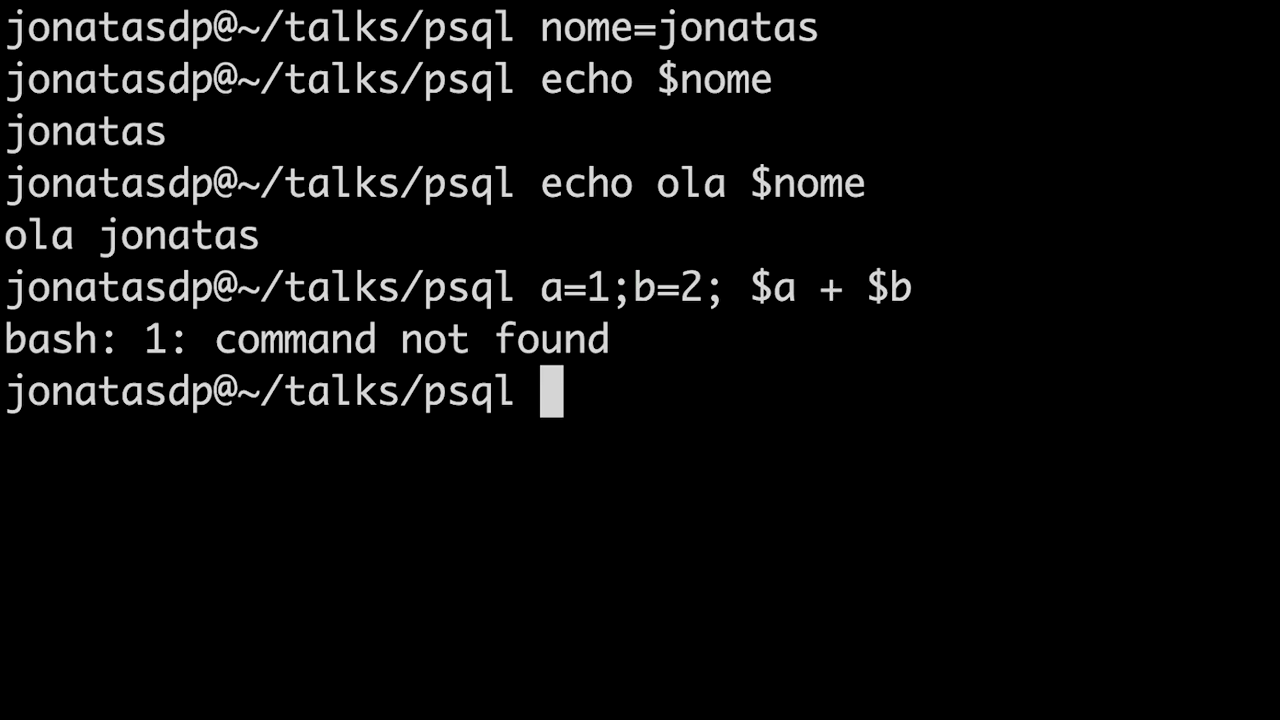 jonatasdp@~/talks/psql nome=jonatas
jonatasdp@~/talks/psql echo $nome
jonatas
jonatasdp@~/talks/psql echo ola $nome
ola jonatas
jonatasdp@~/talks/psql a=1;b=2; $a + $b
bash: 1: command not found
jonatasdp@~/talks/psql